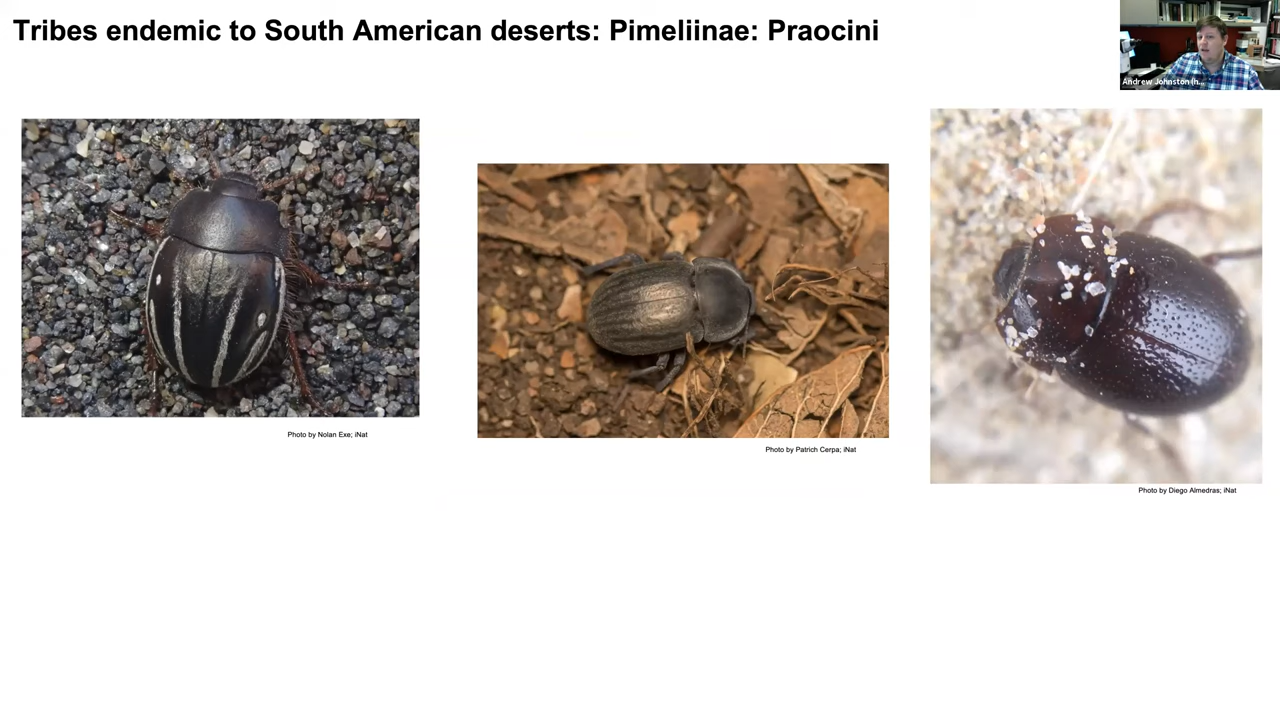 Tribes endemic to South American deserts: Pimeliinae: Praocini
Andrew Johnston (h...
Photo by Nolan Exe; iNat
Photo by Patrich Cerpa; iNat
Photo by Diego Almedras; iNat